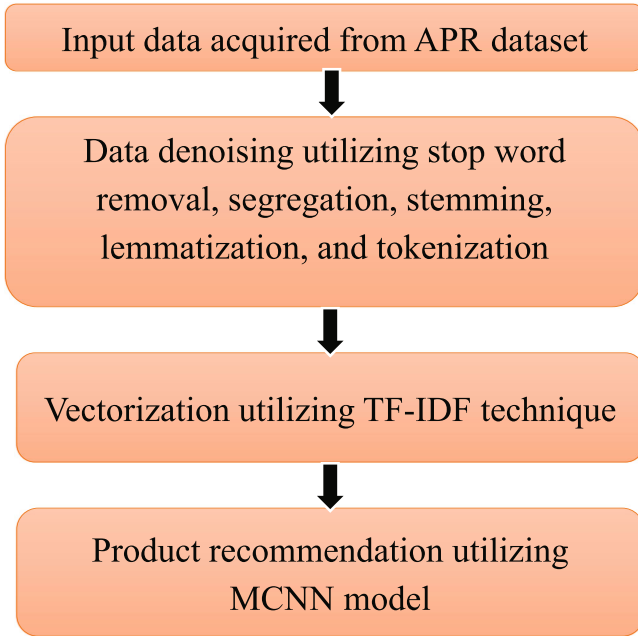 Input data acquired from APR dataset
Data denoising utilizing stop word
removal, segregation, stemming,
lemmatization, and tokenization
Vectorization utilizing TF-IDF technique
Product recommendation utilizing
MCNN model